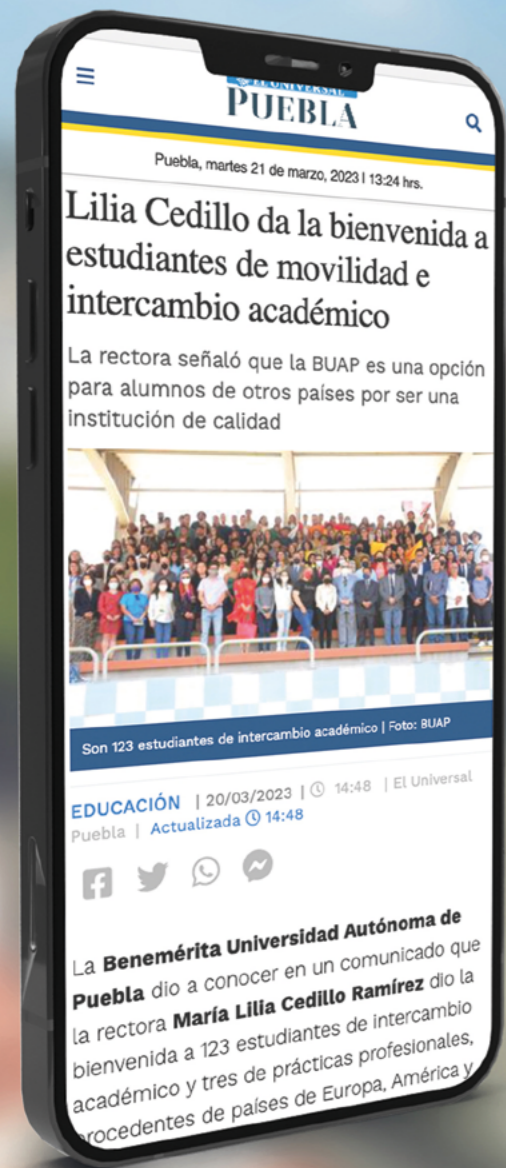 EL UNIVERSAL
PUEBLA
Puebla, martes 21 de marzo, 2023 | 13:24 hrs.
Lilia Cedillo da la bienvenida a
estudiantes de movilidad e
intercambio académico
La rectora señaló que la BUAP es una opción
para alumnos de otros países por ser una
institución de calidad
Son 123 estudiantes de intercambio académico | Foto: BUAP
EDUCACIÓN | 20/03/2023 | 14:48 | El Universal
Puebla | Actualizada 14:48
La Benemérita Universidad Autónoma de
Puebla dio a conocer en un comunicado que
la rectora María Lilia Cedillo Ramírez dio la
bienvenida a 123 estudiantes de intercambio
académico y tres de prácticas profesionales,
procedentes de países de Europa, América y